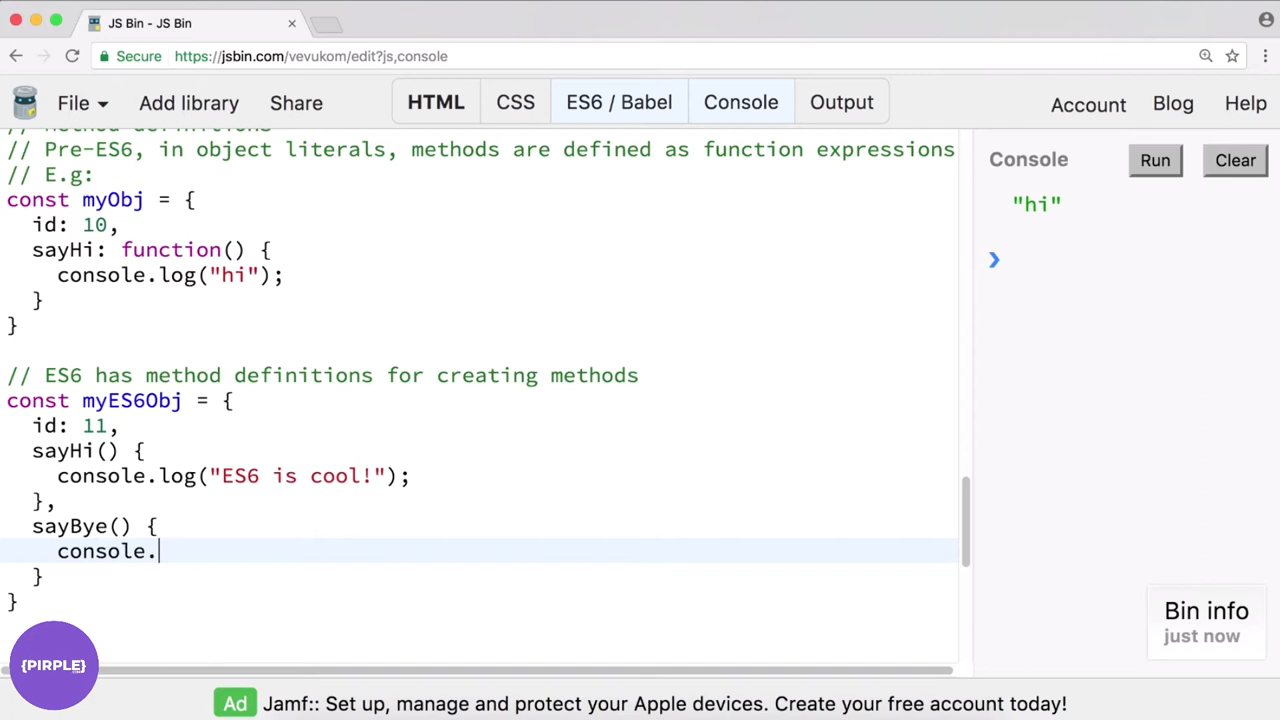 JS Bin - JS Bin
Secure https://jsbin.com/vevukom/edit?js,console
File Add library Share HTML CSS ES6 / Babel Console Output Account Blog Help
// Method definitions
// Pre-ES6, in object literals, methods are defined as function expressions
// E.g:
const myObj = {
  id: 10,
  sayHi: function() {
    console.log("hi");
  }
}
// ES6 has method definitions for creating methods
const myES6Obj = {
  id: 11,
  sayHi() {
    console.log("ES6 is cool!");
  },
  sayBye() {
    console.
  }
}
Console Run Clear
"hi"
❯
Bin info
just now
{PIRPLE}
Ad Jamf:: Set up, manage and protect your Apple devices. Create your free account today!